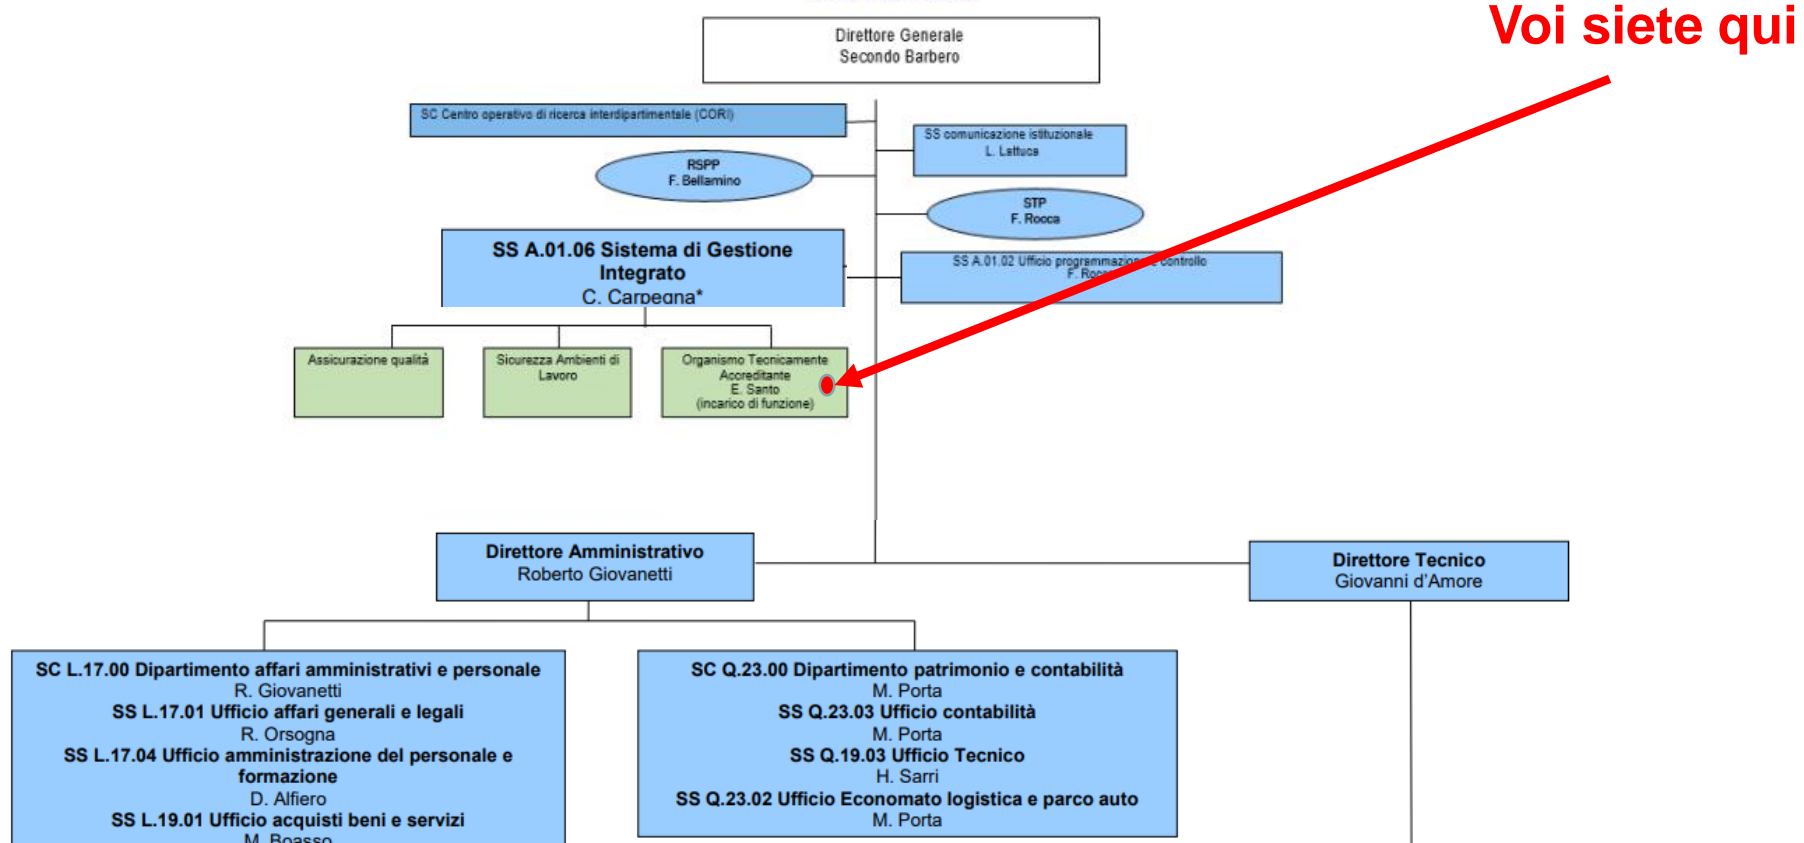 Voi siete qui
Direttore Generale
Secondo Barbero
SC Centro operativo di ricerca interdipartimentale (CORI)
SS comunicazione istituzionale
L. Lattuca
RSPP
F. Bellamino
STP
F. Rocca
SS A.01.06 Sistema di Gestione
Integrato
C. Carpegna*
SS A.01.02 Ufficio programmazione controllo
F. Rocca
Assicurazione qualità
Sicurezza Ambienti di
Lavoro
Organismo Tecnicamente
Accreditante
E. Santo
(incarico di funzione)
Direttore Amministrativo
Roberto Giovanetti
Direttore Tecnico
Giovanni d'Amore
SC L.17.00 Dipartimento affari amministrativi e personale
R. Giovanetti
SS L.17.01 Ufficio affari generali e legali
R. Orsogna
SS L.17.04 Ufficio amministrazione del personale e
formazione
D. Alfiero
SS L.19.01 Ufficio acquisti beni e servizi
M. Boasso
SC Q.23.00 Dipartimento patrimonio e contabilità
M. Porta
SS Q.23.03 Ufficio contabilità
M. Porta
SS Q.19.03 Ufficio Tecnico
H. Sarri
SS Q.23.02 Ufficio Economato logistica e parco auto
M. Porta